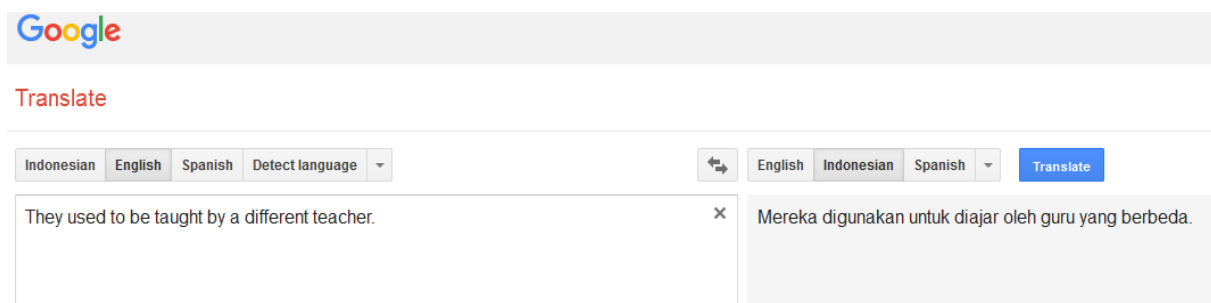 Google
Translate
Indonesian English Spanish Detect language
English Indonesian Spanish Translate
They used to be taught by a different teacher.
Mereka digunakan untuk diajar oleh guru yang berbeda.